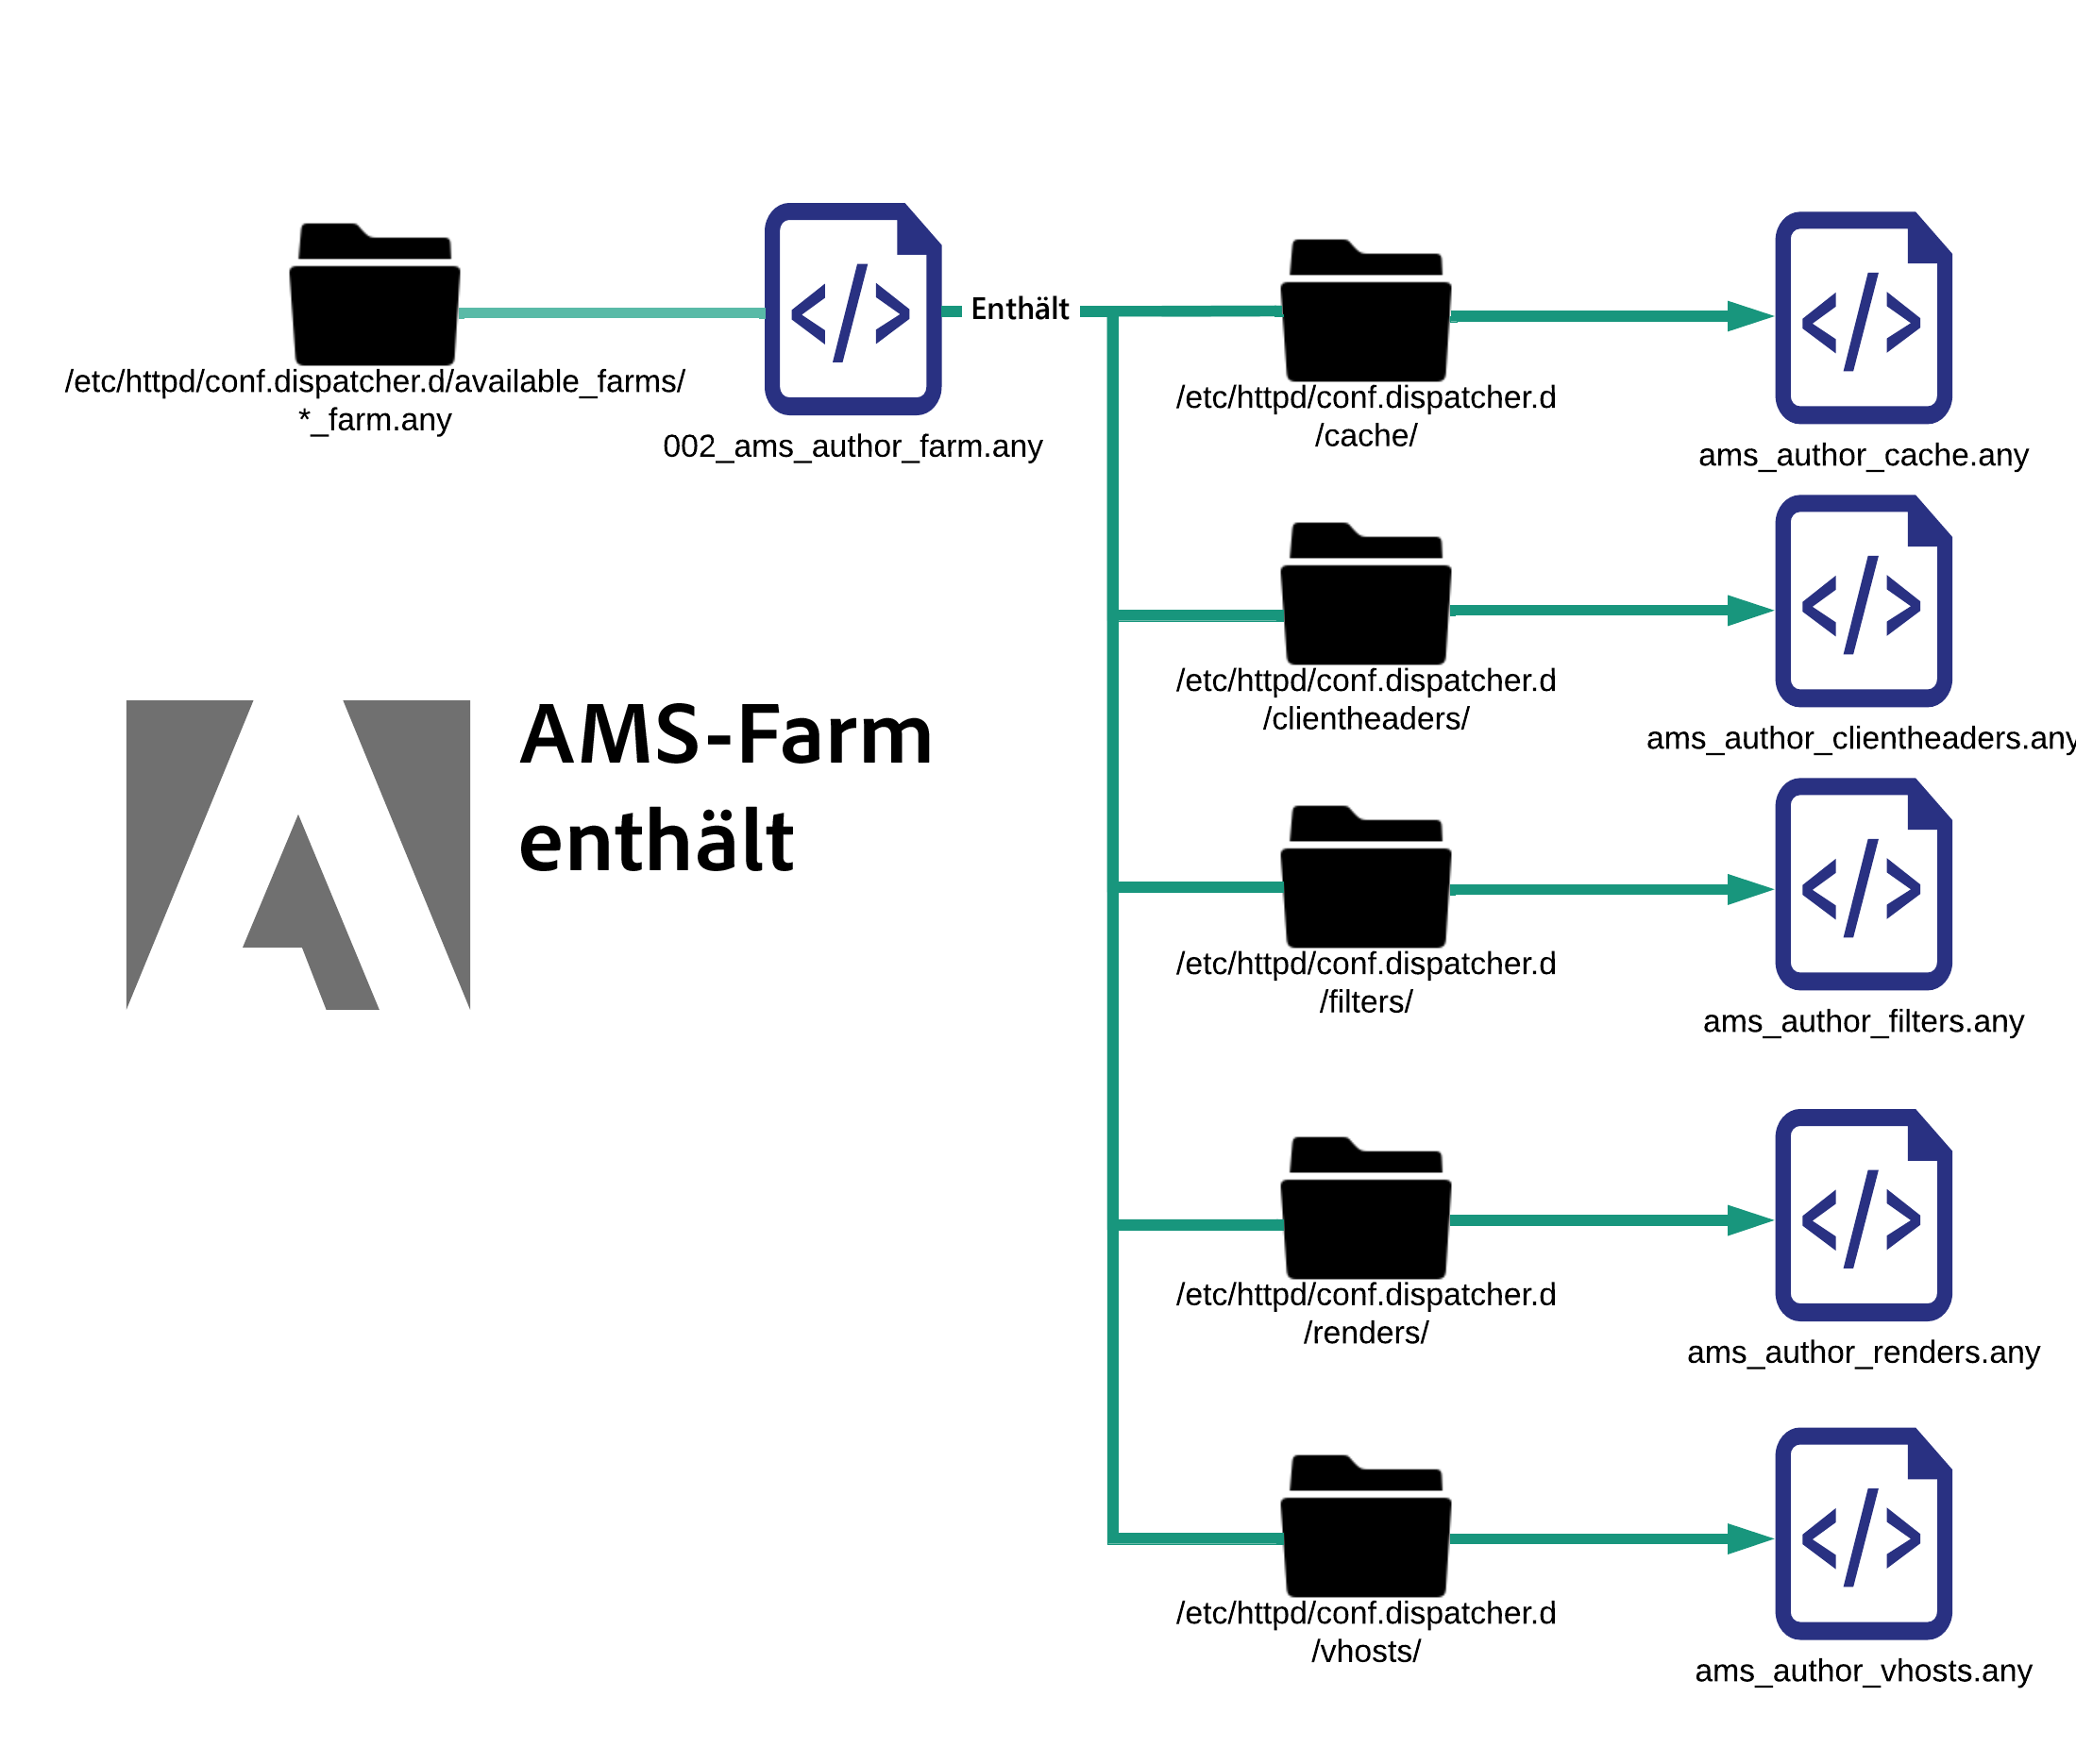 /etc/httpd/conf.dispatcher.d/available_farms/
*_farm.any
002_ams_author_farm.any
Enthält
/etc/httpd/conf.dispatcher.d
/cache/
ams_author_cache.any
/etc/httpd/conf.dispatcher.d
/clientheaders/
ams_author_clientheaders.any
AMS-Farm
enthält
/etc/httpd/conf.dispatcher.d
/filters/
ams_author_filters.any
/etc/httpd/conf.dispatcher.d
/renders/
ams_author_renders.any
/etc/httpd/conf.dispatcher.d
/vhosts/
ams_author_vhosts.any